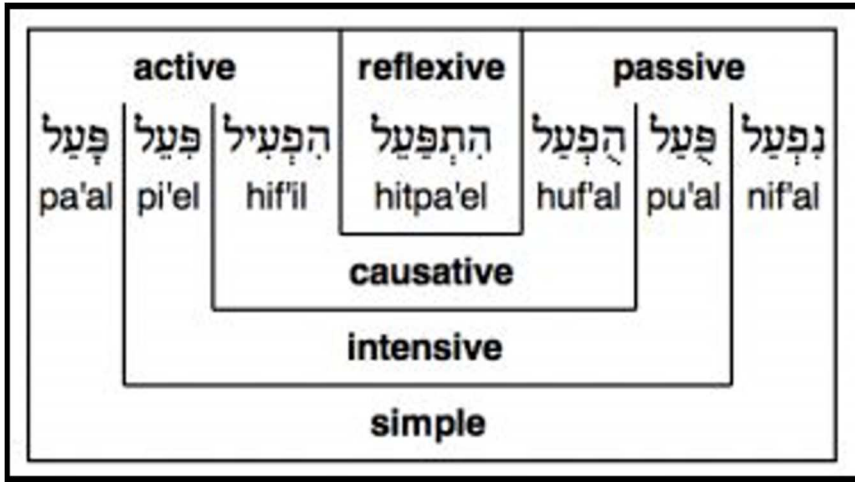 active reflexive passive
פָּעַל פִּעֵל הִפְעִיל הִתְפַּעֵל הֻפְעַל פֻּעַל נִפְעַל
pa'al pi'el hif'il hitpa'el huf'al pu'al nif'al
causative
intensive
simple